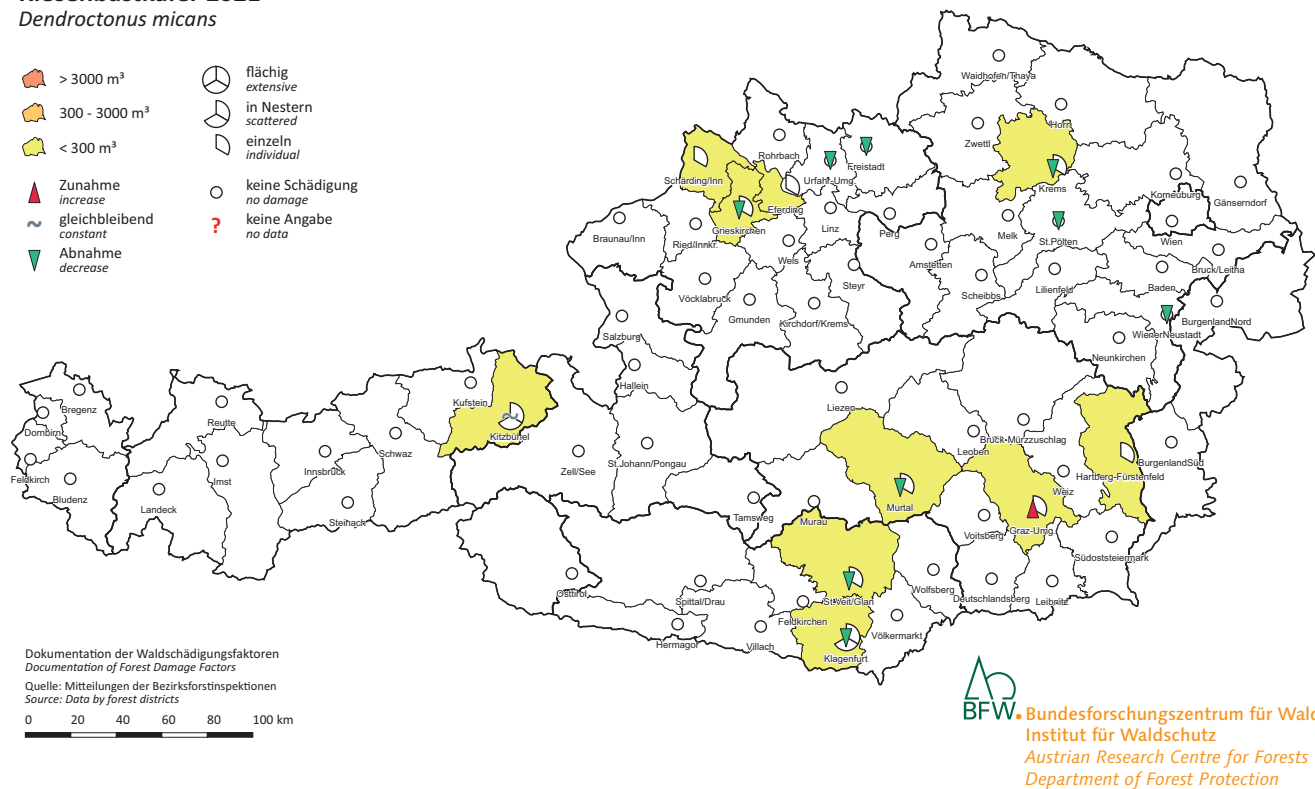 Dendroctonus micans
> 3000 m³
300 - 3000 m³
< 300 m³
Zunahme
increase
gleichbleibend
constant
Abnahme
decrease
flächig
extensive
in Nestern
scattered
einzeln
individual
keine Schädigung
no damage
?
keine Angabe
no data
Waidhofen/Thaya
Horn
Zwettl
Krems
Korneuburg
Gänserndorf
Rohrbach
Urfahr-Umg.
Freistadt
Schärding/Inn
Eferding
Grieskirchen
Braunau/Inn
Ried/Innkr.
Wels
Linz
Perg
Melk
St.Pölten
Wien
Bruck/Leitha
Amstetten
Scheibbs
Lilienfeld
Baden
Steyr
Vöcklabruck
Gmunden
Kirchdorf/Krems
WienerNeustadt
BurgenlandNord
Neunkirchen
Salzburg
Hallein
Liezen
Kufstein
Kitzbühel
Bregenz
Dornbirn
Feldkirch
Bludenz
Reutte
Imst
Landeck
Innsbruck
Schwaz
Steinach
Zell/See
St.Johann/Pongau
Tamsweg
Murau
Murtal
Leoben
Bruck-Mürzzuschlag
Weiz
Hartberg-Fürstenfeld
BurgenlandSüd
Graz-Umg.
Voitsberg
Südoststeiermark
Deutschlandsberg
Leibnitz
Osttirol
Spittal/Drau
Hermagor
Villach
Feldkirchen
St.Veit/Glan
Klagenfurt
Völkermarkt
Wolfsberg
Dokumentation der Waldschädigungsfaktoren
Documentation of Forest Damage Factors
Quelle: Mitteilungen der Bezirksforstinspektionen
Source: Data by forest districts
0 20 40 60 80 100 km
BFW.
Bundesforschungszentrum für Wald
Institut für Waldschutz
Austrian Research Centre for Forests
Department of Forest Protection